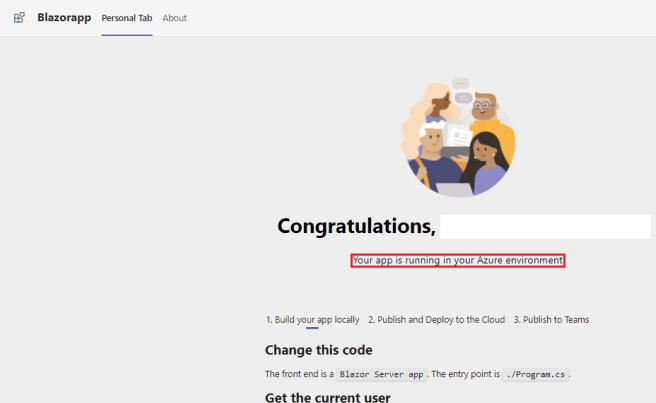 Blazorapp Personal Tab About
Congratulations,
Your app is running in your Azure environment
1. Build your app locally 2. Publish and Deploy to the Cloud 3. Publish to Teams
Change this code
The front end is a Blazor Server app. The entry point is ./Program.cs.
Get the current user